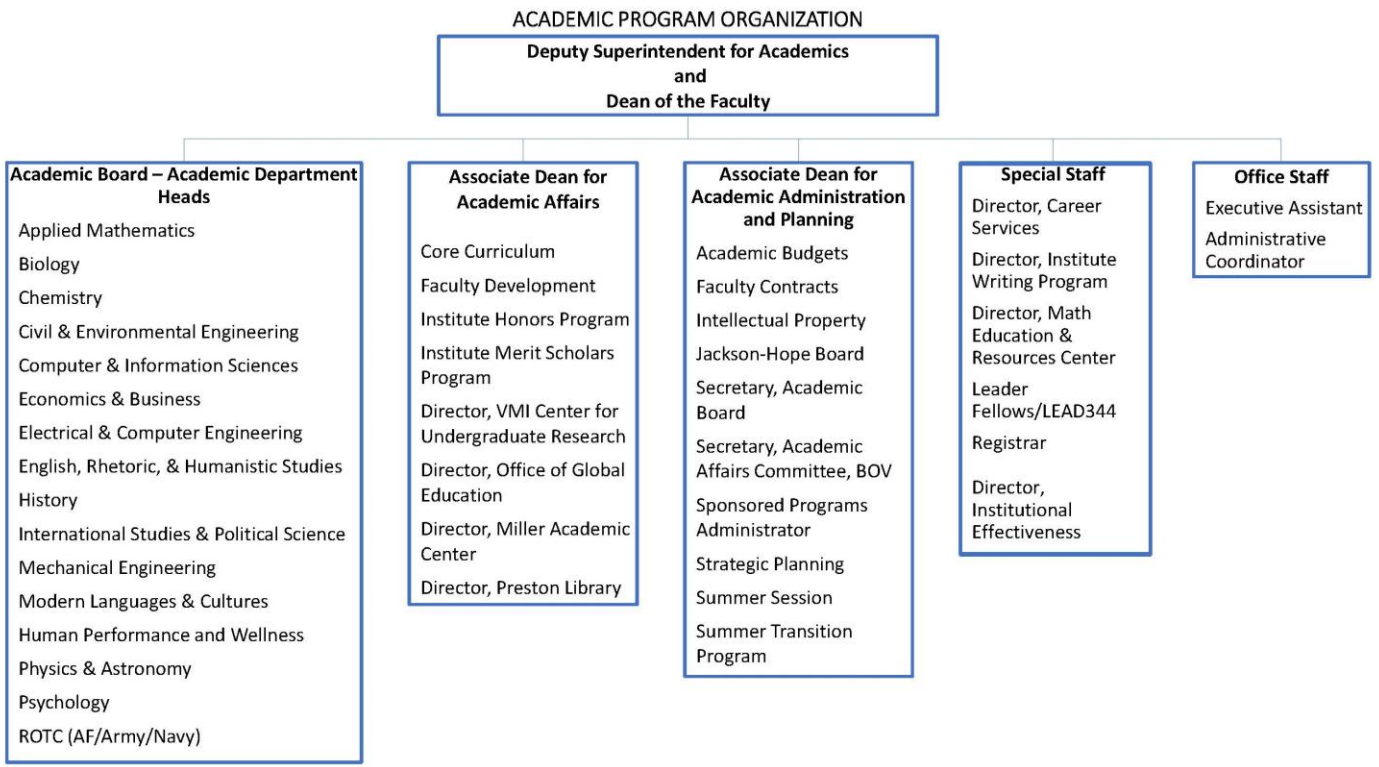 ACADEMIC PROGRAM ORGANIZATION
Deputy Superintendent for Academics
and
Dean of the Faculty
Academic Board – Academic Department
Heads
Applied Mathematics
Biology
Chemistry
Civil & Environmental Engineering
Computer & Information Sciences
Economics & Business
Electrical & Computer Engineering
English, Rhetoric, & Humanistic Studies
History
International Studies & Political Science
Mechanical Engineering
Modern Languages & Cultures
Human Performance and Wellness
Physics & Astronomy
Psychology
ROTC (AF/Army/Navy)
Associate Dean for
Academic Affairs
Core Curriculum
Faculty Development
Institute Honors Program
Institute Merit Scholars
Program
Director, VMI Center for
Undergraduate Research
Director, Office of Global
Education
Director, Miller Academic
Center
Director, Preston Library
Associate Dean for
Academic Administration
and Planning
Academic Budgets
Faculty Contracts
Intellectual Property
Jackson-Hope Board
Secretary, Academic
Board
Secretary, Academic
Affairs Committee, BOV
Sponsored Programs
Administrator
Strategic Planning
Summer Session
Summer Transition
Program
Special Staff
Director, Career
Services
Director, Institute
Writing Program
Director, Math
Education &
Resources Center
Leader
Fellows/LEAD344
Registrar
Director,
Institutional
Effectiveness
Office Staff
Executive Assistant
Administrative
Coordinator